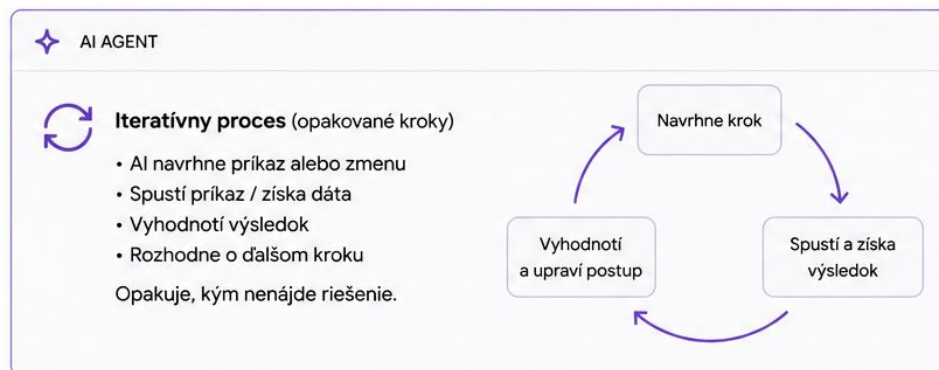 AI AGENT
Iteratívny proces (opakované kroky)
• AI navrhne príkaz alebo zmenu
• Spustí príkaz / získa dáta
• Vyhodnotí výsledok
• Rozhodne o ďalšom kroku
Opakuje, kým nenájde riešenie.
Navrhne krok
Spustí a získa
výsledok
Vyhodnotí
a upraví postup